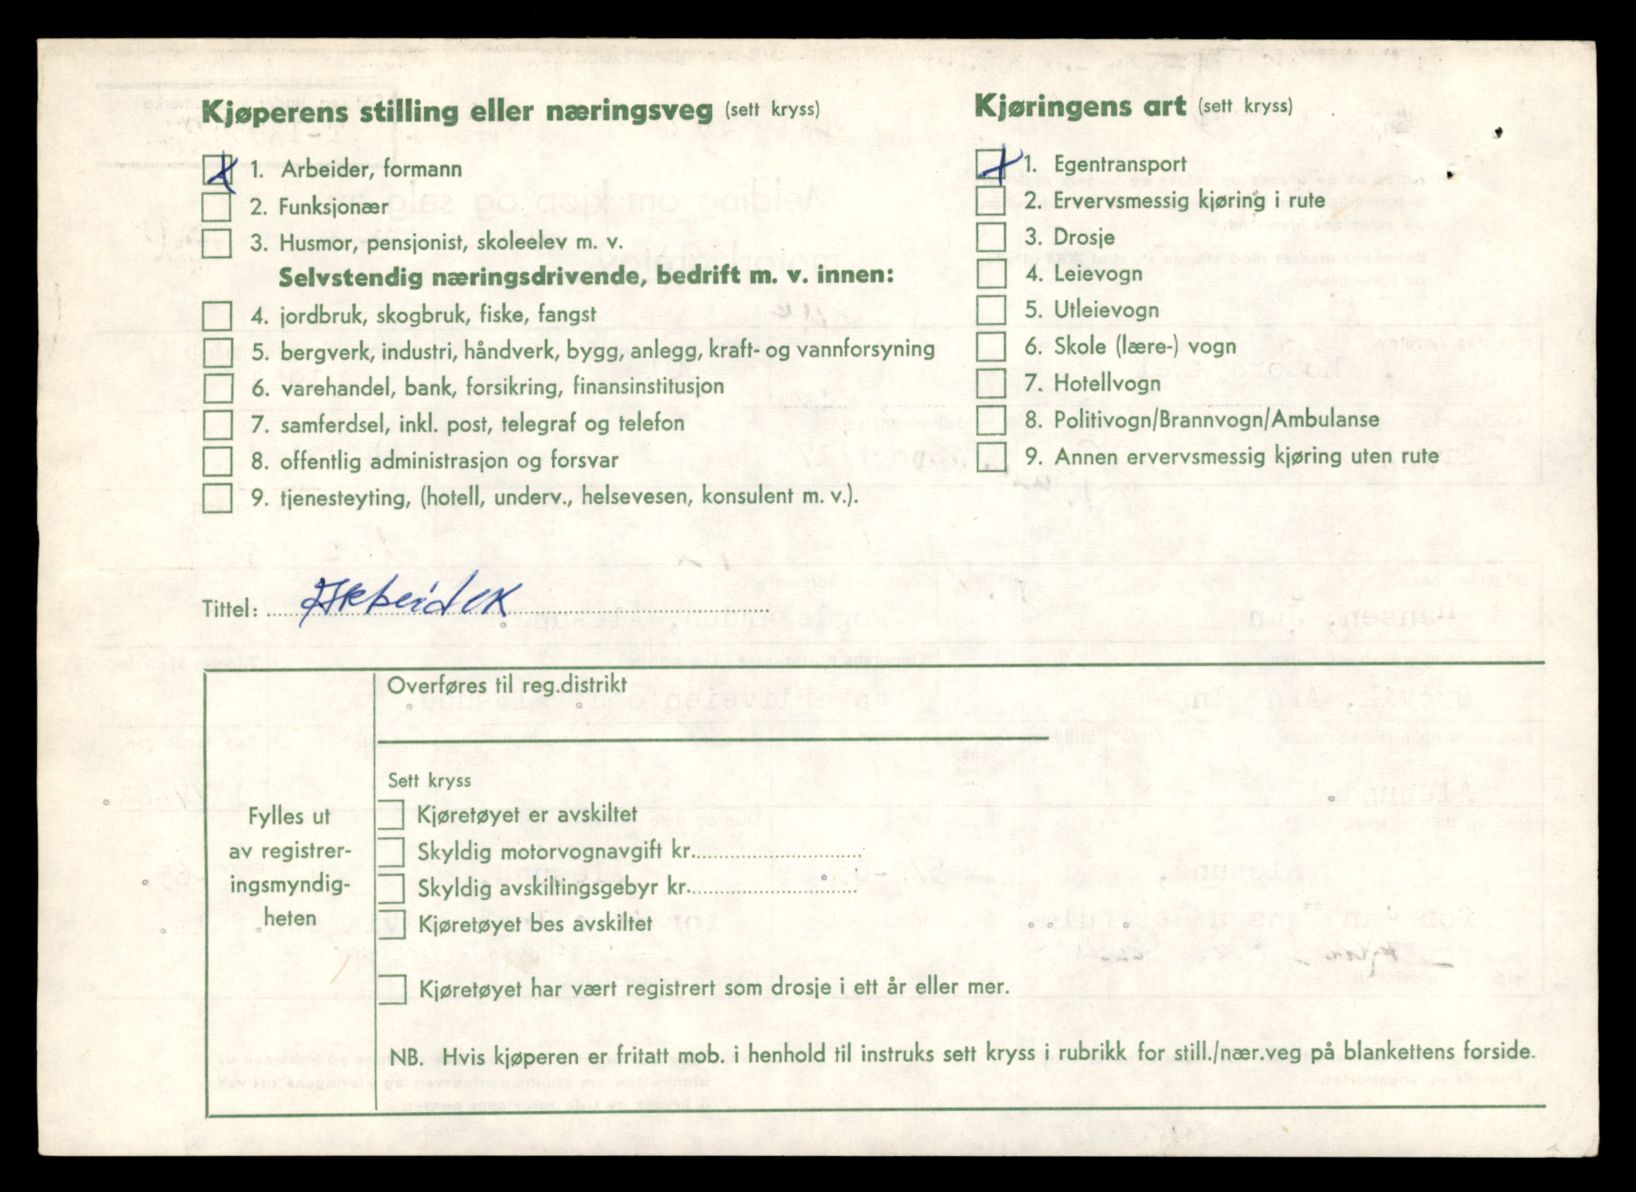 Kjøperens stilling eller næringsveg (sett kryss)
1. Arbeider, formann
2. Funksjonær
3. Husmor, pensjonist, skoleelev m. v.
Selvstendig næringsdrivende, bedrift m. v. innen:
4. jordbruk, skogbruk, fiske, fangst
5. bergverk, industri, håndverk, bygg, anlegg, kraft- og vannforsyning
6. varehandel, bank, forsikring, finansinstitusjon
7. samferdsel, inkl. post, telegraf og telefon
8. offentlig administrasjon og forsvar
9. tjenesteyting, (hotell, underv., helsevesen, konsulent m. v.).
Kjøringens art (sett kryss)
1. Egentransport
2. Ervervsmessig kjøring i rute
3. Drosje
4. Leievogn
5. Utleievogn
6. Skole (lære-) vogn
7. Hotellvogn
8. Politivogn/Brannvogn/Ambulanse
9. Annen ervervsmessig kjøring uten rute
Tittel: Arbeider
Fylles ut
av registrer-
ingsmyndig-
heten
Overføres til reg.distrikt
Sett kryss
Kjøretøyet er avskiltet
Skyldig motorvognavgift kr.
Skyldig avskiltingsgebyr kr.
Kjøretøyet bes avskiltet
Kjøretøyet har vært registrert som drosje i ett år eller mer.
NB. Hvis kjøperen er fritatt mob. i henhold til instruks sett kryss i rubrikk for still./nær.veg på blankettens forside.